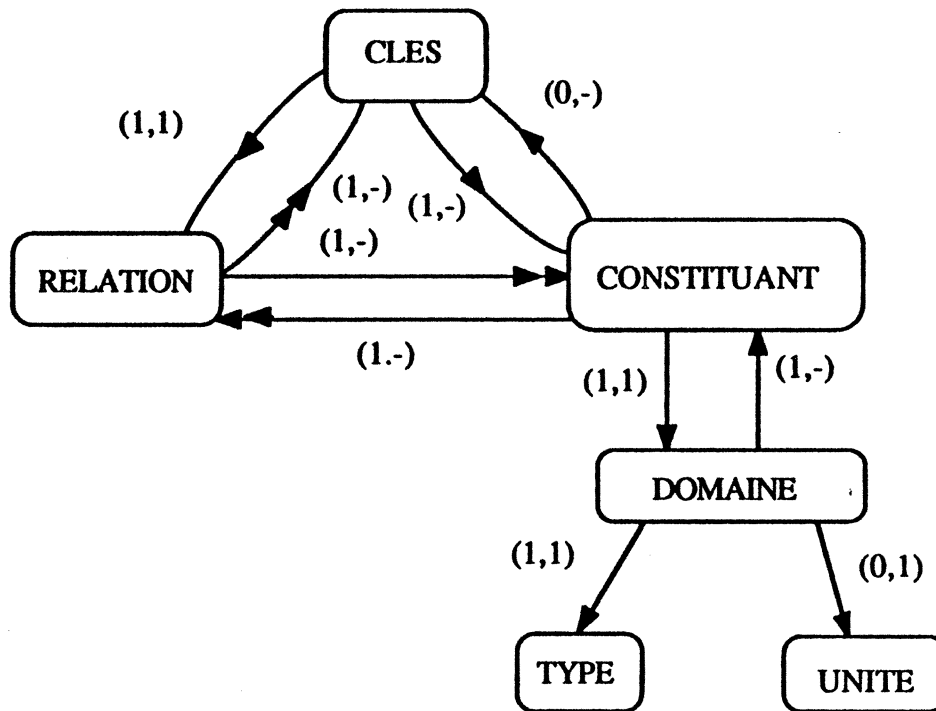 CLES
(0,-)
(1,1)
(1,-)
(1,-)
(1,-)
RELATION
CONSTITUANT
(1.-)
(1,1)
(1,-)
DOMAINE
(1,1)
(0,1)
TYPE
UNITE